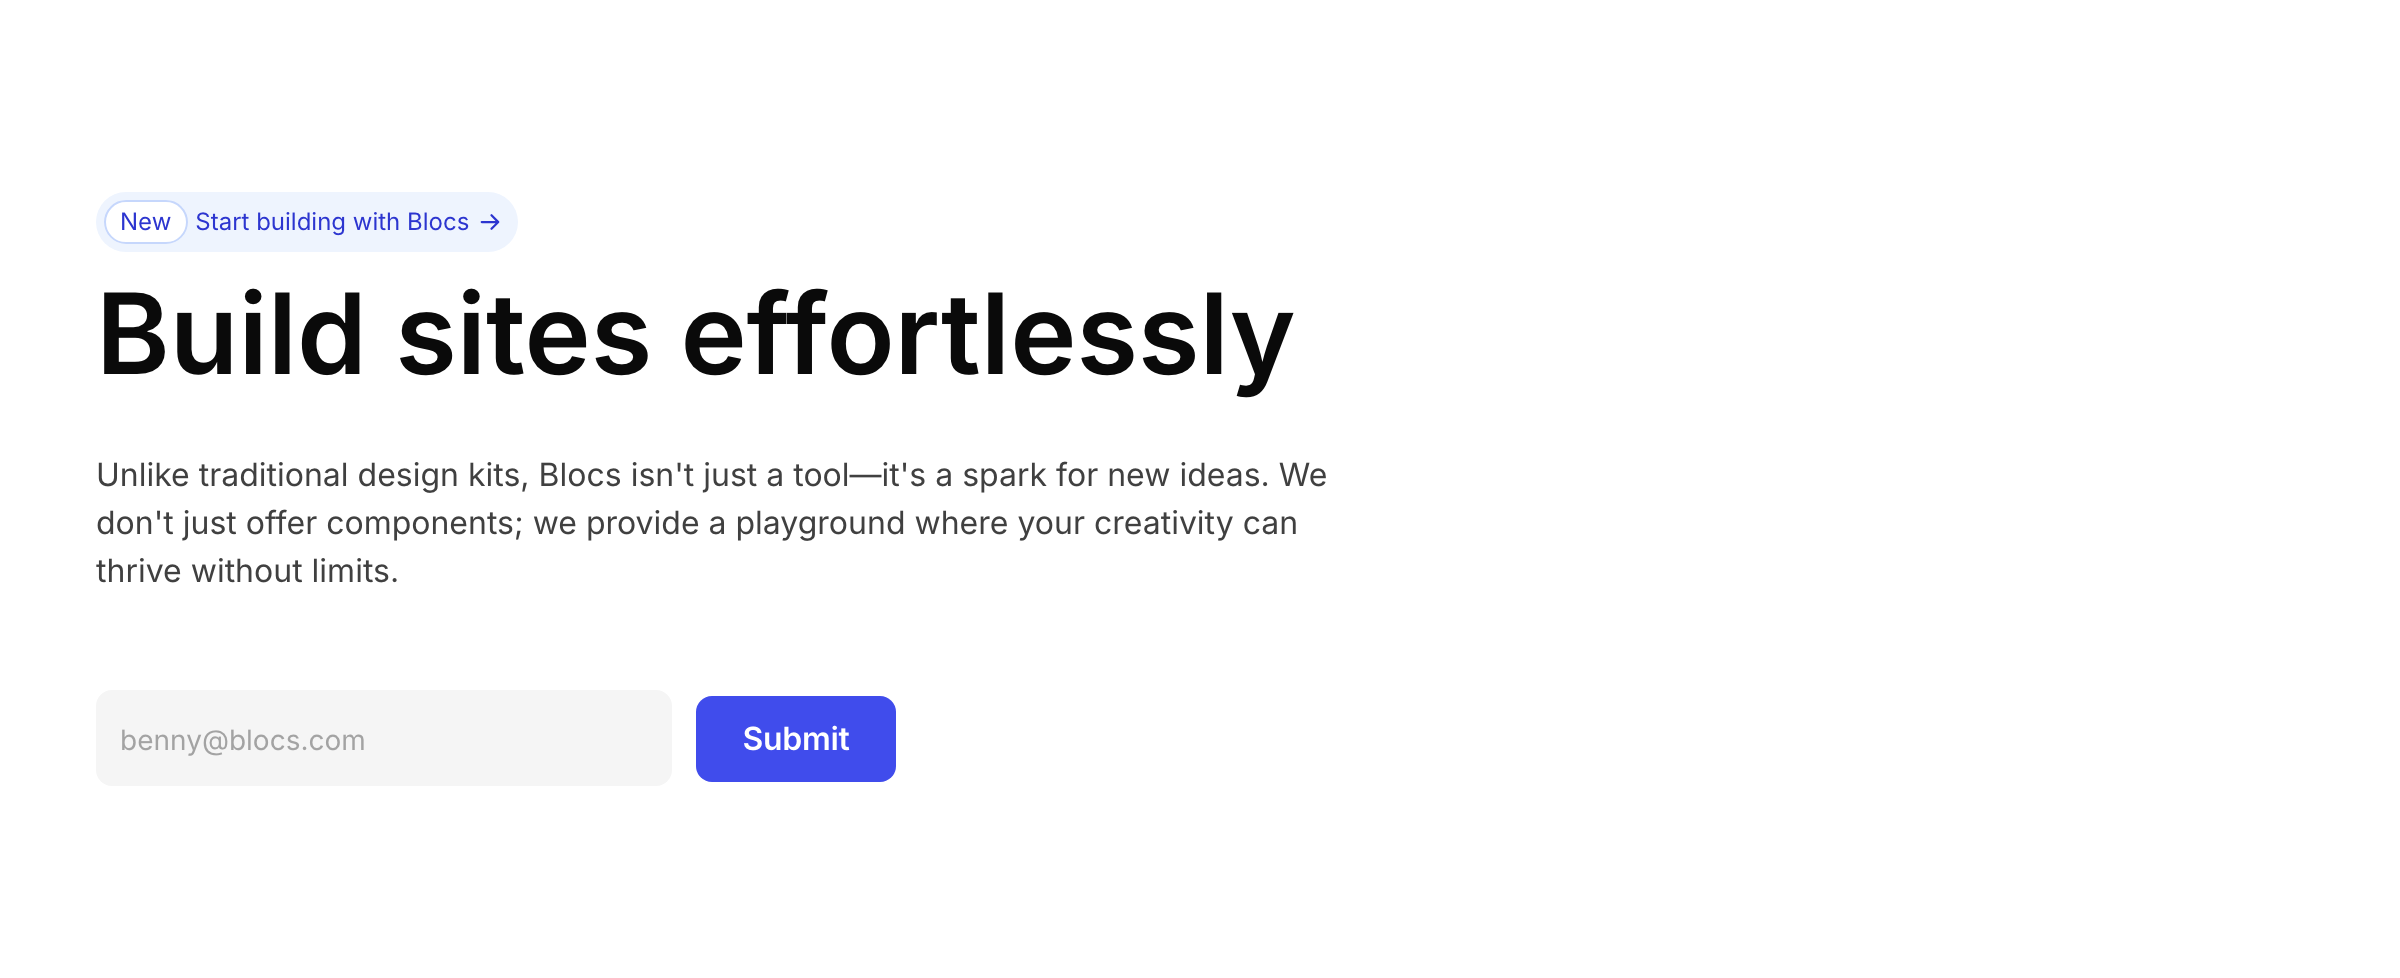 New Start building with Blocs →
Build sites effortlessly
Unlike traditional design kits, Blocs isn't just a tool—it's a spark for new ideas. We
don't just offer components; we provide a playground where your creativity can
thrive without limits.
benny@blocs.com Submit